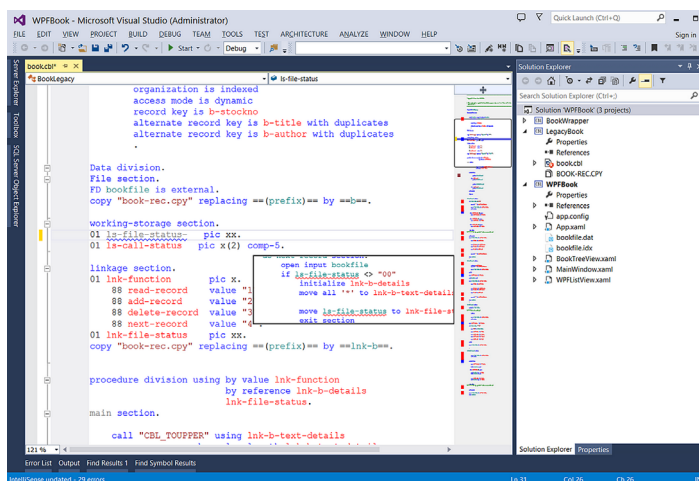 WPFBook - Microsoft Visual Studio (Administrator)
Quick Launch (Ctrl+Q)
FILE EDIT VIEW PROJECT BUILD DEBUG TEAM TOOLS TEST ARCHITECTURE ANALYZE WINDOW HELP
Sign in
Start
Debug
Server Explorer
Toolbox
SQL Server Object Explorer
book.cbl*
BookLegacy
ls-file-status
organization is indexed
access mode is dynamic
record key is b-stockno
alternate record key is b-title with duplicates
alternate record key is b-author with duplicates
.
Data division.
File section.
FD bookfile is external.
copy "book-rec.cpy" replacing ==(prefix)== by ==b==.
working-storage section.
01 ls-file-status- pic xx.
01 ls-call-status pic x(2) comp-5.
linkage section.
01 lnk-function pic x.
88 read-record value "1
88 add-record value "2
88 delete-record value "3
88 next-record value "4".
01 lnk-file-status pic xx.
copy "book-rec.cpy" replacing ==(prefix)== by ==lnk-b==.
open input bookfile
if ls-file-status <> "00"
initialize lnk-b-details
move all '*' to lnk-b-text-details
move ls-file-status to lnk-file-st
exit section
procedure division using by value lnk-function
by reference lnk-b-details
lnk-file-status.
main section.
call "CBL_TOUPPER" using lnk-b-text-details
121 %
Solution Explorer
Search Solution Explorer (Ctrl+;)
Solution 'WPFBook' (3 projects)
BookWrapper
LegacyBook
Properties
References
book.cbl
BOOK-REC.CPY
WPFBook
Properties
References
app.config
App.xaml
bookfile.dat
bookfile.idx
BookTreeView.xaml
MainWindow.xaml
WPFListView.xaml
Solution Explorer Properties
Error List Output Find Results 1 Find Symbol Results
IntelliSense updated - 29 errors
Ln 31 Col 26 Ch 26